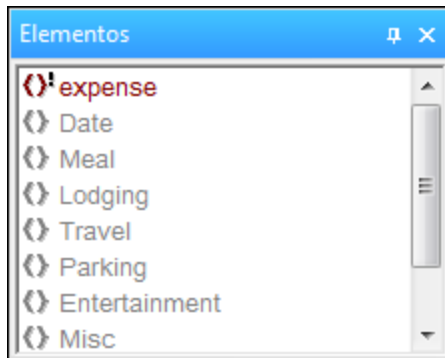 Elementos
expense
Date
Meal
Lodging
Travel
Parking
Entertainment
Misc